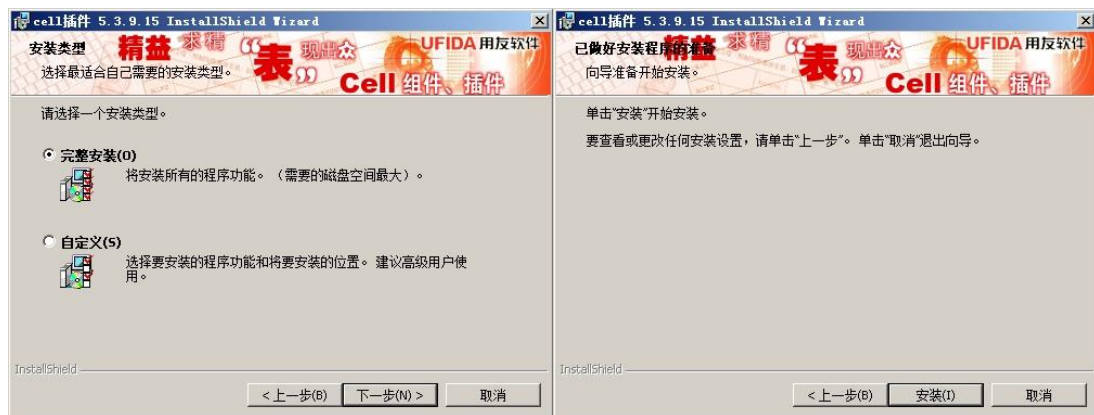 cell插件 5.3.9.15 InstallShield Wizard
安装类型
选择最适合自己需要的安装类型。
精益 求精 “表” 现出众
UFIDA 用友软件
Cell 组件、插件
请选择一个安装类型。
完整安装(O)
将安装所有的程序功能。（需要的磁盘空间最大）。
自定义(S)
选择要安装的程序功能和将要安装的位置。建议高级用户使
用。
InstallShield
<上一步(B)
下一步(N) >
取消
cell插件 5.3.9.15 InstallShield Wizard
已做好安装程序的准备
向导准备开始安装。
精益 求精 “表” 现出众
UFIDA 用友软件
Cell 组件、插件
单击“安装”开始安装。
要查看或更改任何安装设置，请单击“上一步”。单击“取消”退出向导。
InstallShield
<上一步(B)
安装(I)
取消